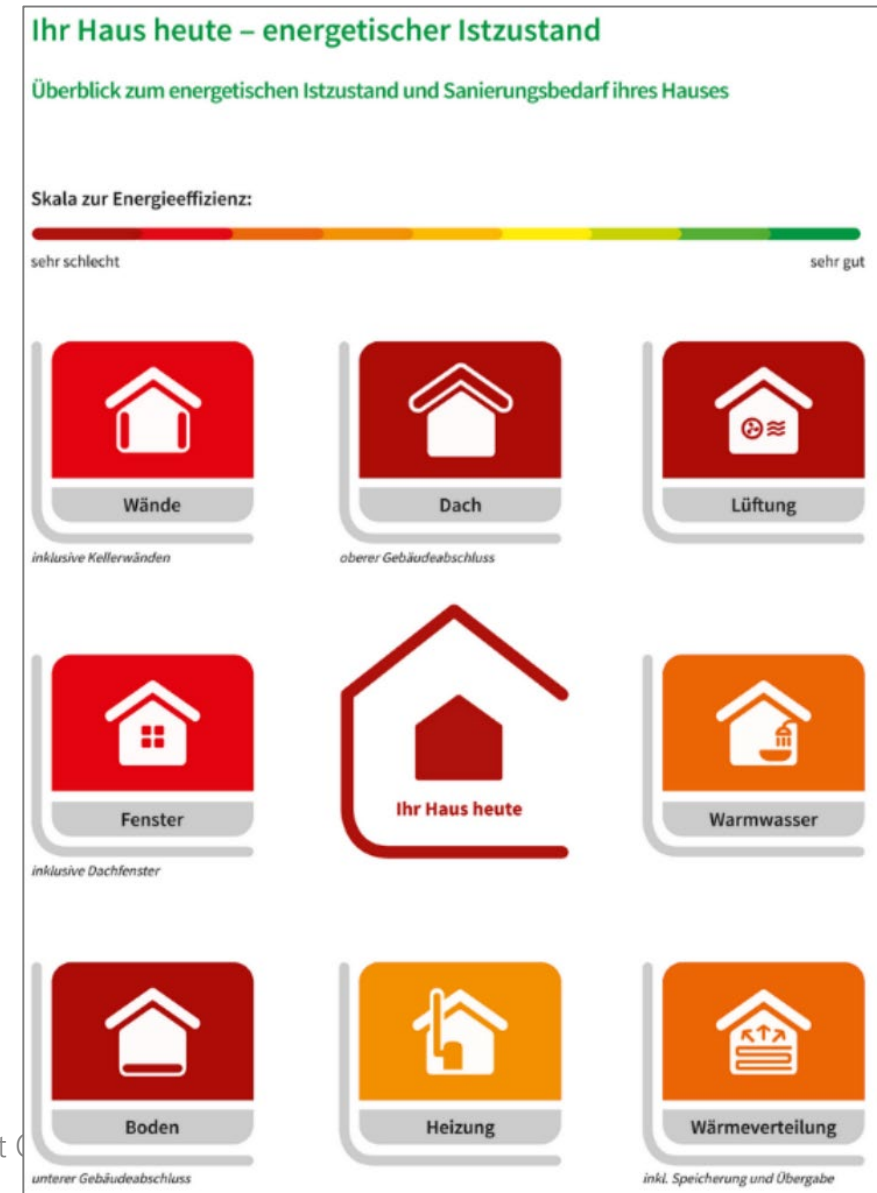 Ihr Haus heute – energetischer Istzustand
Überblick zum energetischen Istzustand und Sanierungsbedarf ihres Hauses
Skala zur Energieeffizienz:
sehr schlecht
sehr gut
Wände
Dach
Lüftung
inklusive Kellerwänden
oberer Gebäudeabschluss
Fenster
Ihr Haus heute
Warmwasser
inklusive Dachfenster
Boden
Heizung
Wärmeverteilung
unterer Gebäudeabschluss
inkl. Speicherung und Übergabe